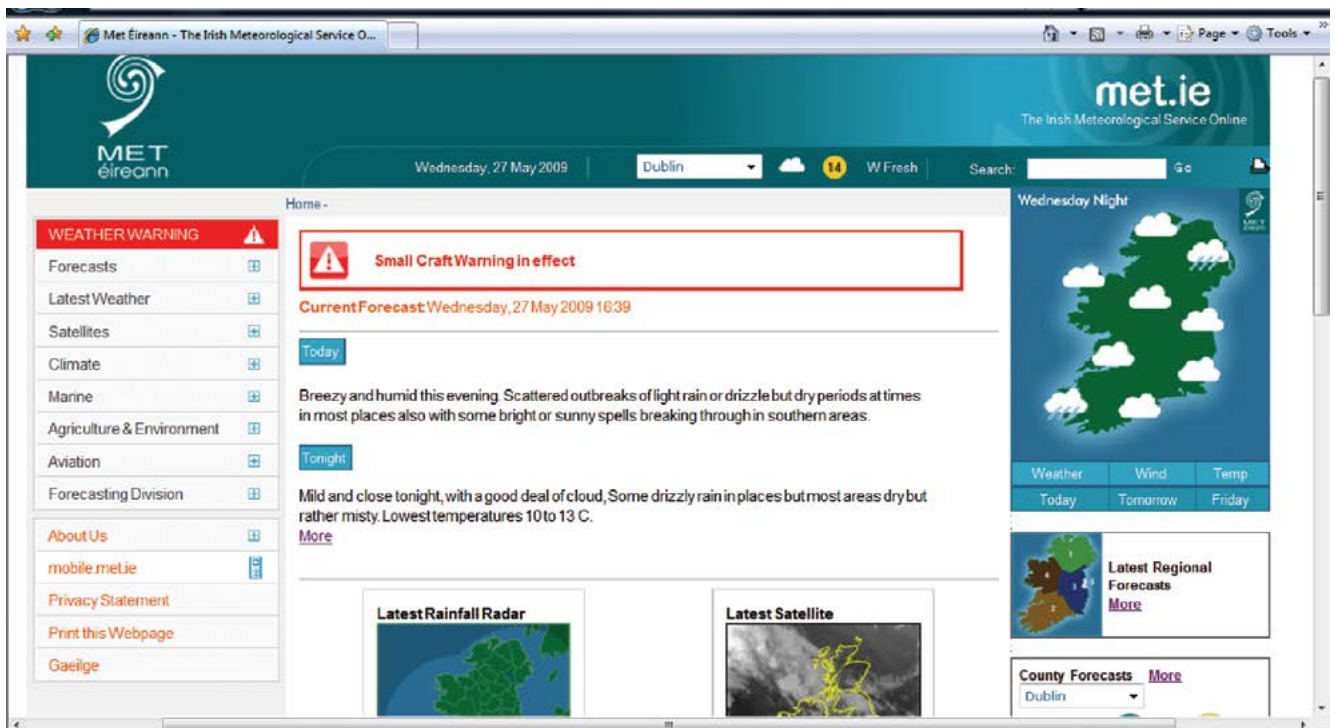 Met Éireann - The Irish Meteorological Service O...
Page
Tools
met.ie
The Irish Meteorological Service Online
MET
éireann
Wednesday, 27 May 2009
Dublin
14
W Fresh
Search:
Go
Home -
WEATHER WARNING
Forecasts
Latest Weather
Satellites
Climate
Marine
Agriculture & Environment
Aviation
Forecasting Division
About Us
mobile.met.ie
Privacy Statement
Print this Webpage
Gaeilge
Small Craft Warning in effect
Current Forecast Wednesday, 27 May 2009 16:39
Today
Breezy and humid this evening. Scattered outbreaks of light rain or drizzle but dry periods at times
in most places also with some bright or sunny spells breaking through in southern areas.
Tonight
Mild and close tonight, with a good deal of cloud, Some drizzly rain in places but most areas dry but
rather misty. Lowest temperatures 10 to 13 C.
More
Latest Rainfall Radar
Latest Satellite
Wednesday Night
Weather Wind Temp
Today Tomorrow Friday
Latest Regional
Forecasts
More
County Forecasts More
Dublin